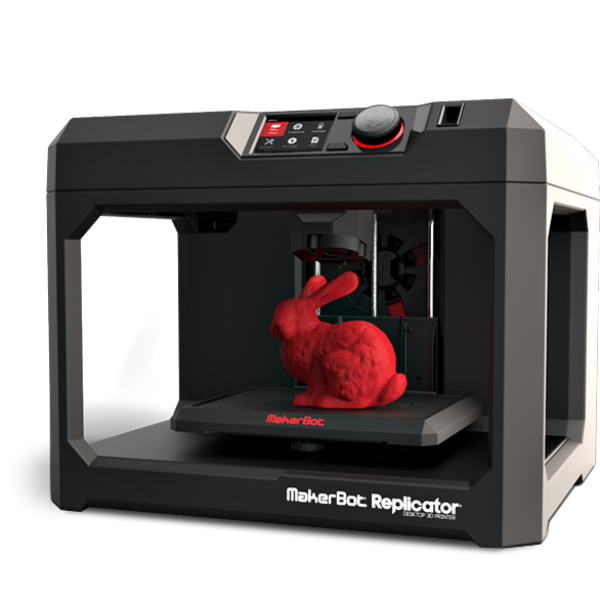 MakerBot
MakerBot Replicator
DESKTOP 3D PRINTER